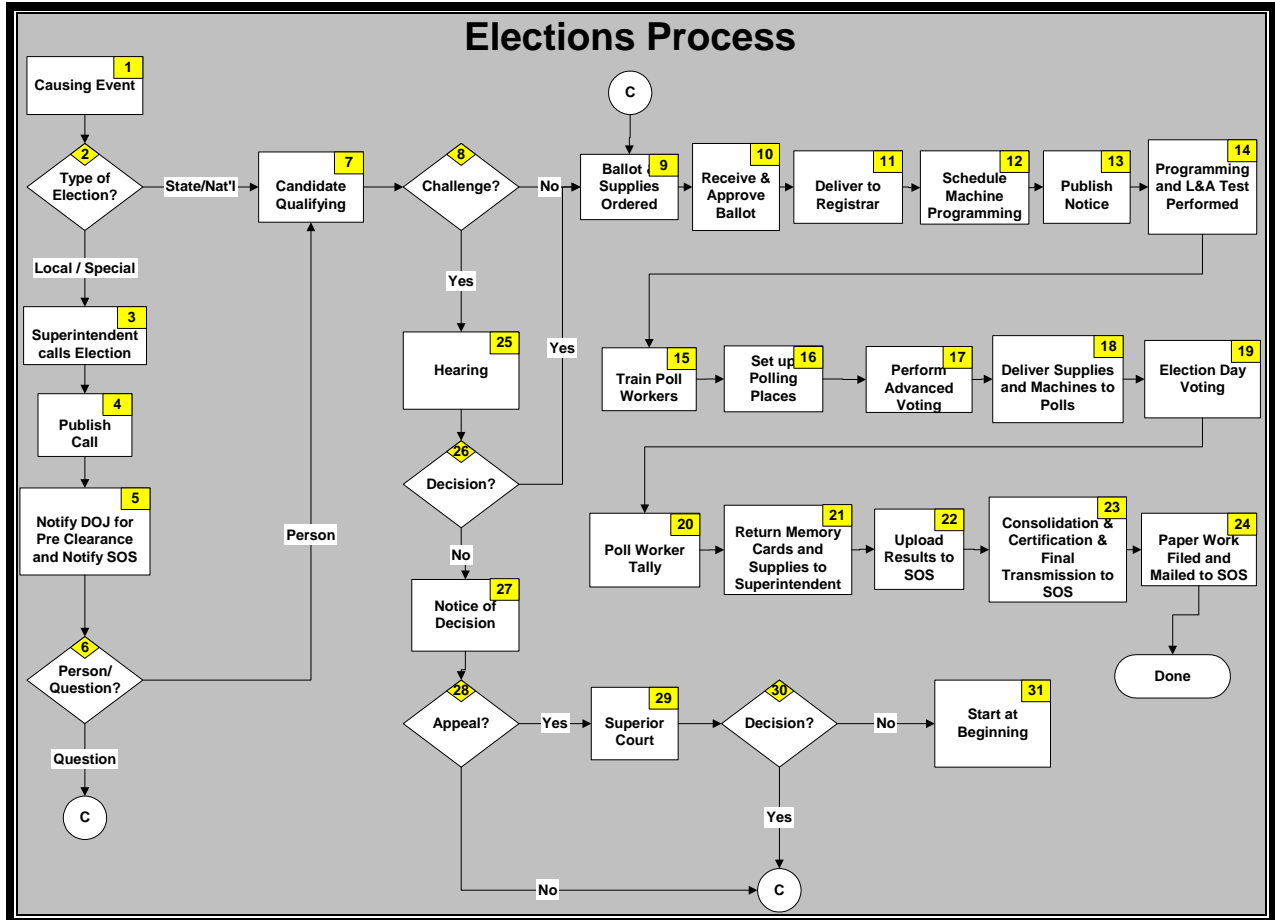 Elections Process
1
Causing Event
2
Type of
Election?
State/Nat'l
Local / Special
3
Superintendent
calls Election
4
Publish
Call
5
Notify DOJ for
Pre Clearance
and Notify SOS
6
Person/
Question?
Person
Question
C
7
Candidate
Qualifying
8
Challenge?
No
Yes
25
Hearing
26
Decision?
Yes
No
27
Notice of
Decision
28
Appeal?
Yes
No
29
Superior
Court
30
Decision?
No
Yes
C
31
Start at
Beginning
C
9
Ballot &
Supplies
Ordered
10
Receive &
Approve
Ballot
11
Deliver to
Registrar
12
Schedule
Machine
Programming
13
Publish
Notice
14
Programming
and L&A Test
Performed
15
Train Poll
Workers
16
Set up
Polling
Places
17
Perform
Advanced
Voting
18
Deliver Supplies
and Machines to
Polls
19
Election Day
Voting
20
Poll Worker
Tally
21
Return Memory
Cards and
Supplies to
Superintendent
22
Upload
Results to
SOS
23
Consolidation &
Certification &
Final
Transmission to
SOS
24
Paper Work
Filed and
Mailed to SOS
Done